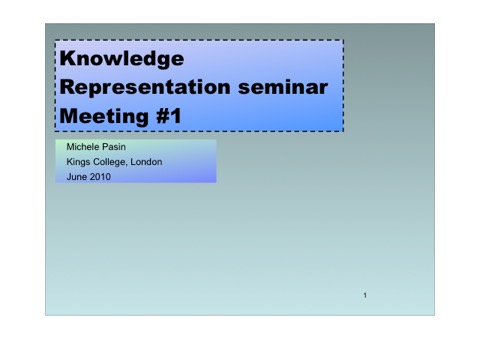 Knowledge
Representation seminar
Meeting #1
Michele Pasin
Kings College, London
June 2010
1